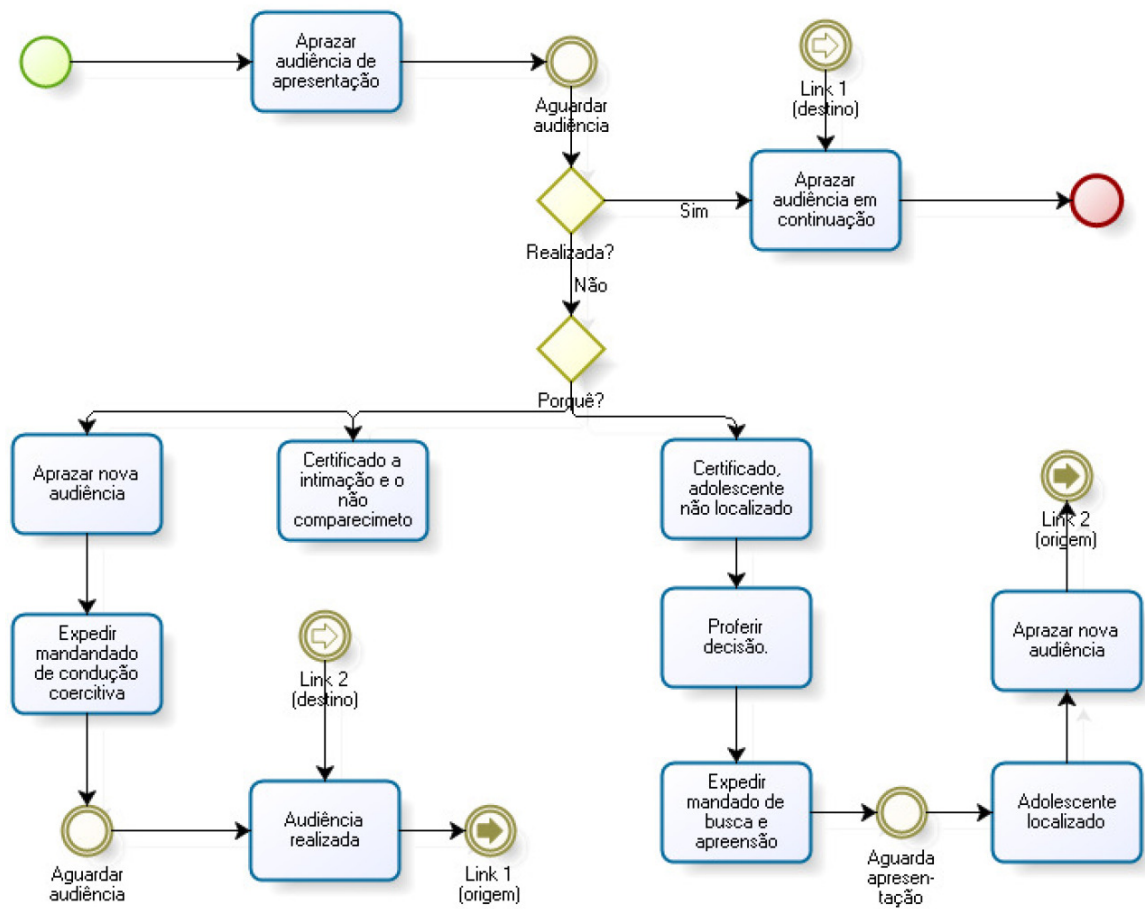 Aprazar
audiência de
apresentação
Aguardar
audiência
Link 1
(destino)
Aprazar
audiência em
continuação
Sim
Realizada?
Não
Porquê?
Aprazar nova
audiência
Certificado a
intimação e o
não
comparecimeto
Certificado,
adolescente
não localizado
Link 2
(origem)
Expedir
mandandado
de condução
coercitiva
Link 2
(destino)
Proferir
decisão.
Aprazar nova
audiência
Aguardar
audiência
Audiência
realizada
Link 1
(origem)
Expedir
mandado de
busca e
apreensão
Aguarda
apresen-
tação
Adolescente
localizado